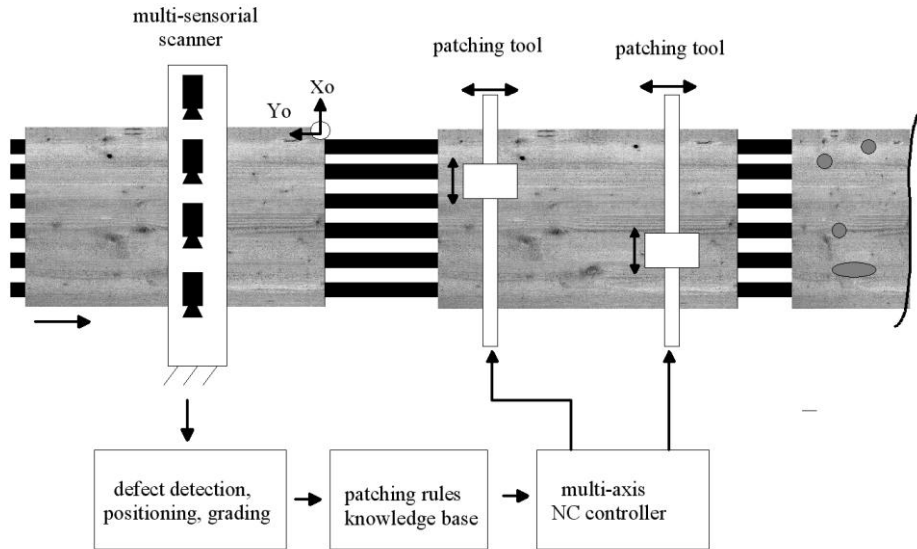 multi-sensorial
scanner
patching tool
patching tool
Xo
Yo
defect detection,
positioning, grading
patching rules
knowledge base
multi-axis
NC controller